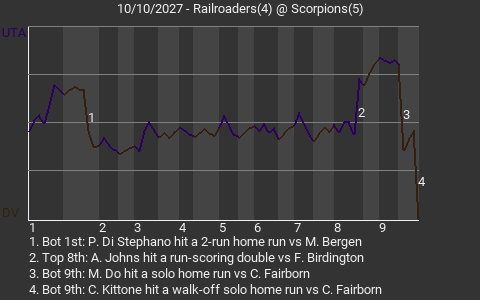 10/10/2027 - Railroaders(4) @ Scorpions(5)
UTA
1
2
3
4
DV
1 2 3 4 5 6 7 8 9
1. Bot 1st: P. Di Stephano hit a 2-run home run vs M. Bergen
2. Top 8th: A. Johns hit a run-scoring double vs F. Birdington
3. Bot 9th: M. Do hit a solo home run vs C. Fairborn
4. Bot 9th: C. Kittone hit a walk-off solo home run vs C. Fairborn